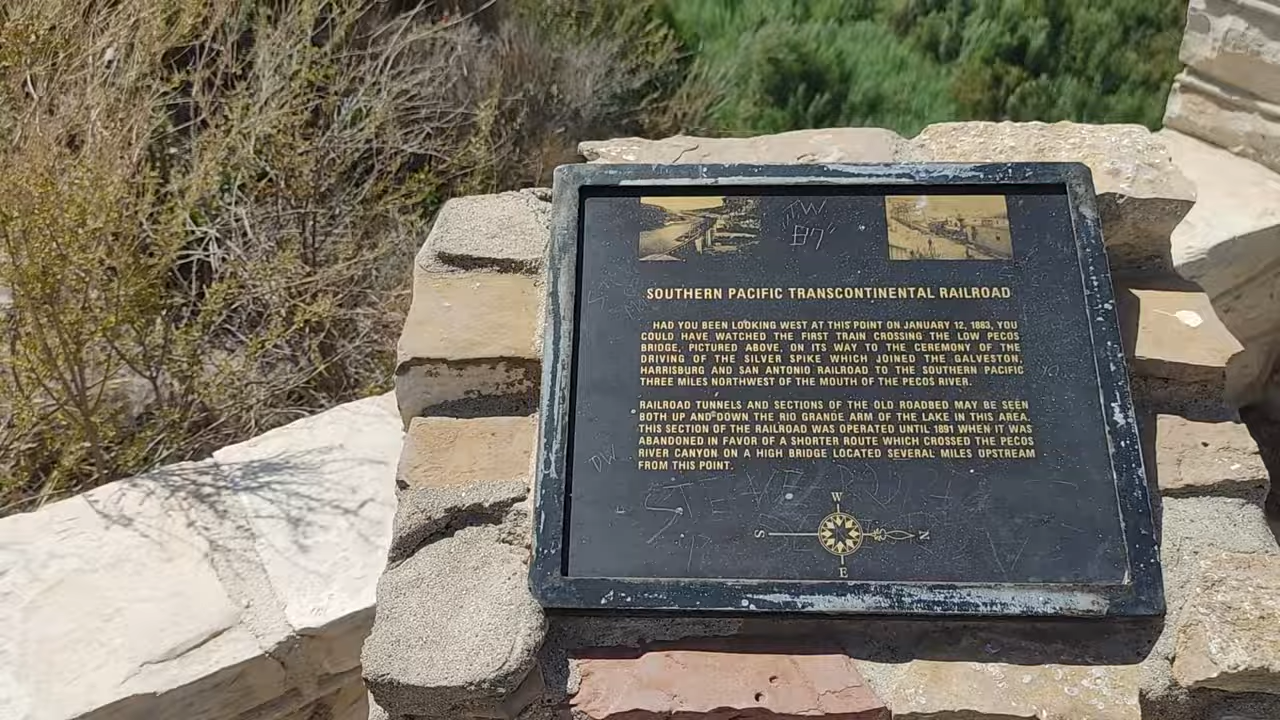 "TW
87"
SOUTHERN PACIFIC TRANSCONTINENTAL RAILROAD
HAD YOU BEEN LOOKING WEST AT THIS POINT ON JANUARY 12, 1883, YOU
COULD HAVE WATCHED THE FIRST TRAIN CROSSING THE LOW PECOS
BRIDGE, PICTURED ABOVE, ON ITS WAY TO THE CEREMONY OF THE
DRIVING OF THE SILVER SPIKE WHICH JOINED THE GALVESTON,
HARRISBURG AND SAN ANTONIO RAILROAD TO THE SOUTHERN PACIFIC
THREE MILES NORTHWEST OF THE MOUTH OF THE PECOS RIVER.
RAILROAD TUNNELS AND SECTIONS OF THE OLD ROADBED MAY BE SEEN
BOTH UP AND DOWN THE RIO GRANDE ARM OF THE LAKE IN THIS AREA.
THIS SECTION OF THE RAILROAD WAS OPERATED UNTIL 1891 WHEN IT WAS
ABANDONED IN FAVOR OF A SHORTER ROUTE WHICH CROSSED THE PECOS
RIVER CANYON ON A HIGH BRIDGE LOCATED SEVERAL MILES UPSTREAM
FROM THIS POINT.
DW
STEVE
W
S N
E